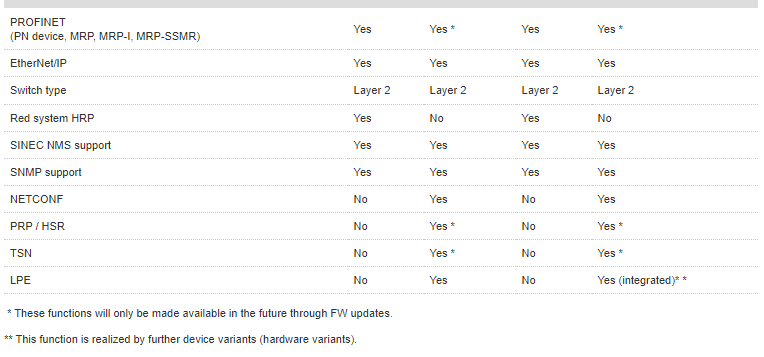 PROFINET
(PN device, MRP, MRP-I, MRP-SSMR) Yes Yes * Yes Yes *
EtherNet/IP Yes Yes Yes Yes
Switch type Layer 2 Layer 2 Layer 2 Layer 2
Red system HRP Yes No Yes No
SINEC NMS support Yes Yes Yes Yes
SNMP support Yes Yes Yes Yes
NETCONF No Yes No Yes
PRP / HSR No Yes * No Yes *
TSN No Yes * No Yes *
LPE No Yes No Yes (integrated)* *
* These functions will only be made available in the future through FW updates.
** This function is realized by further device variants (hardware variants).